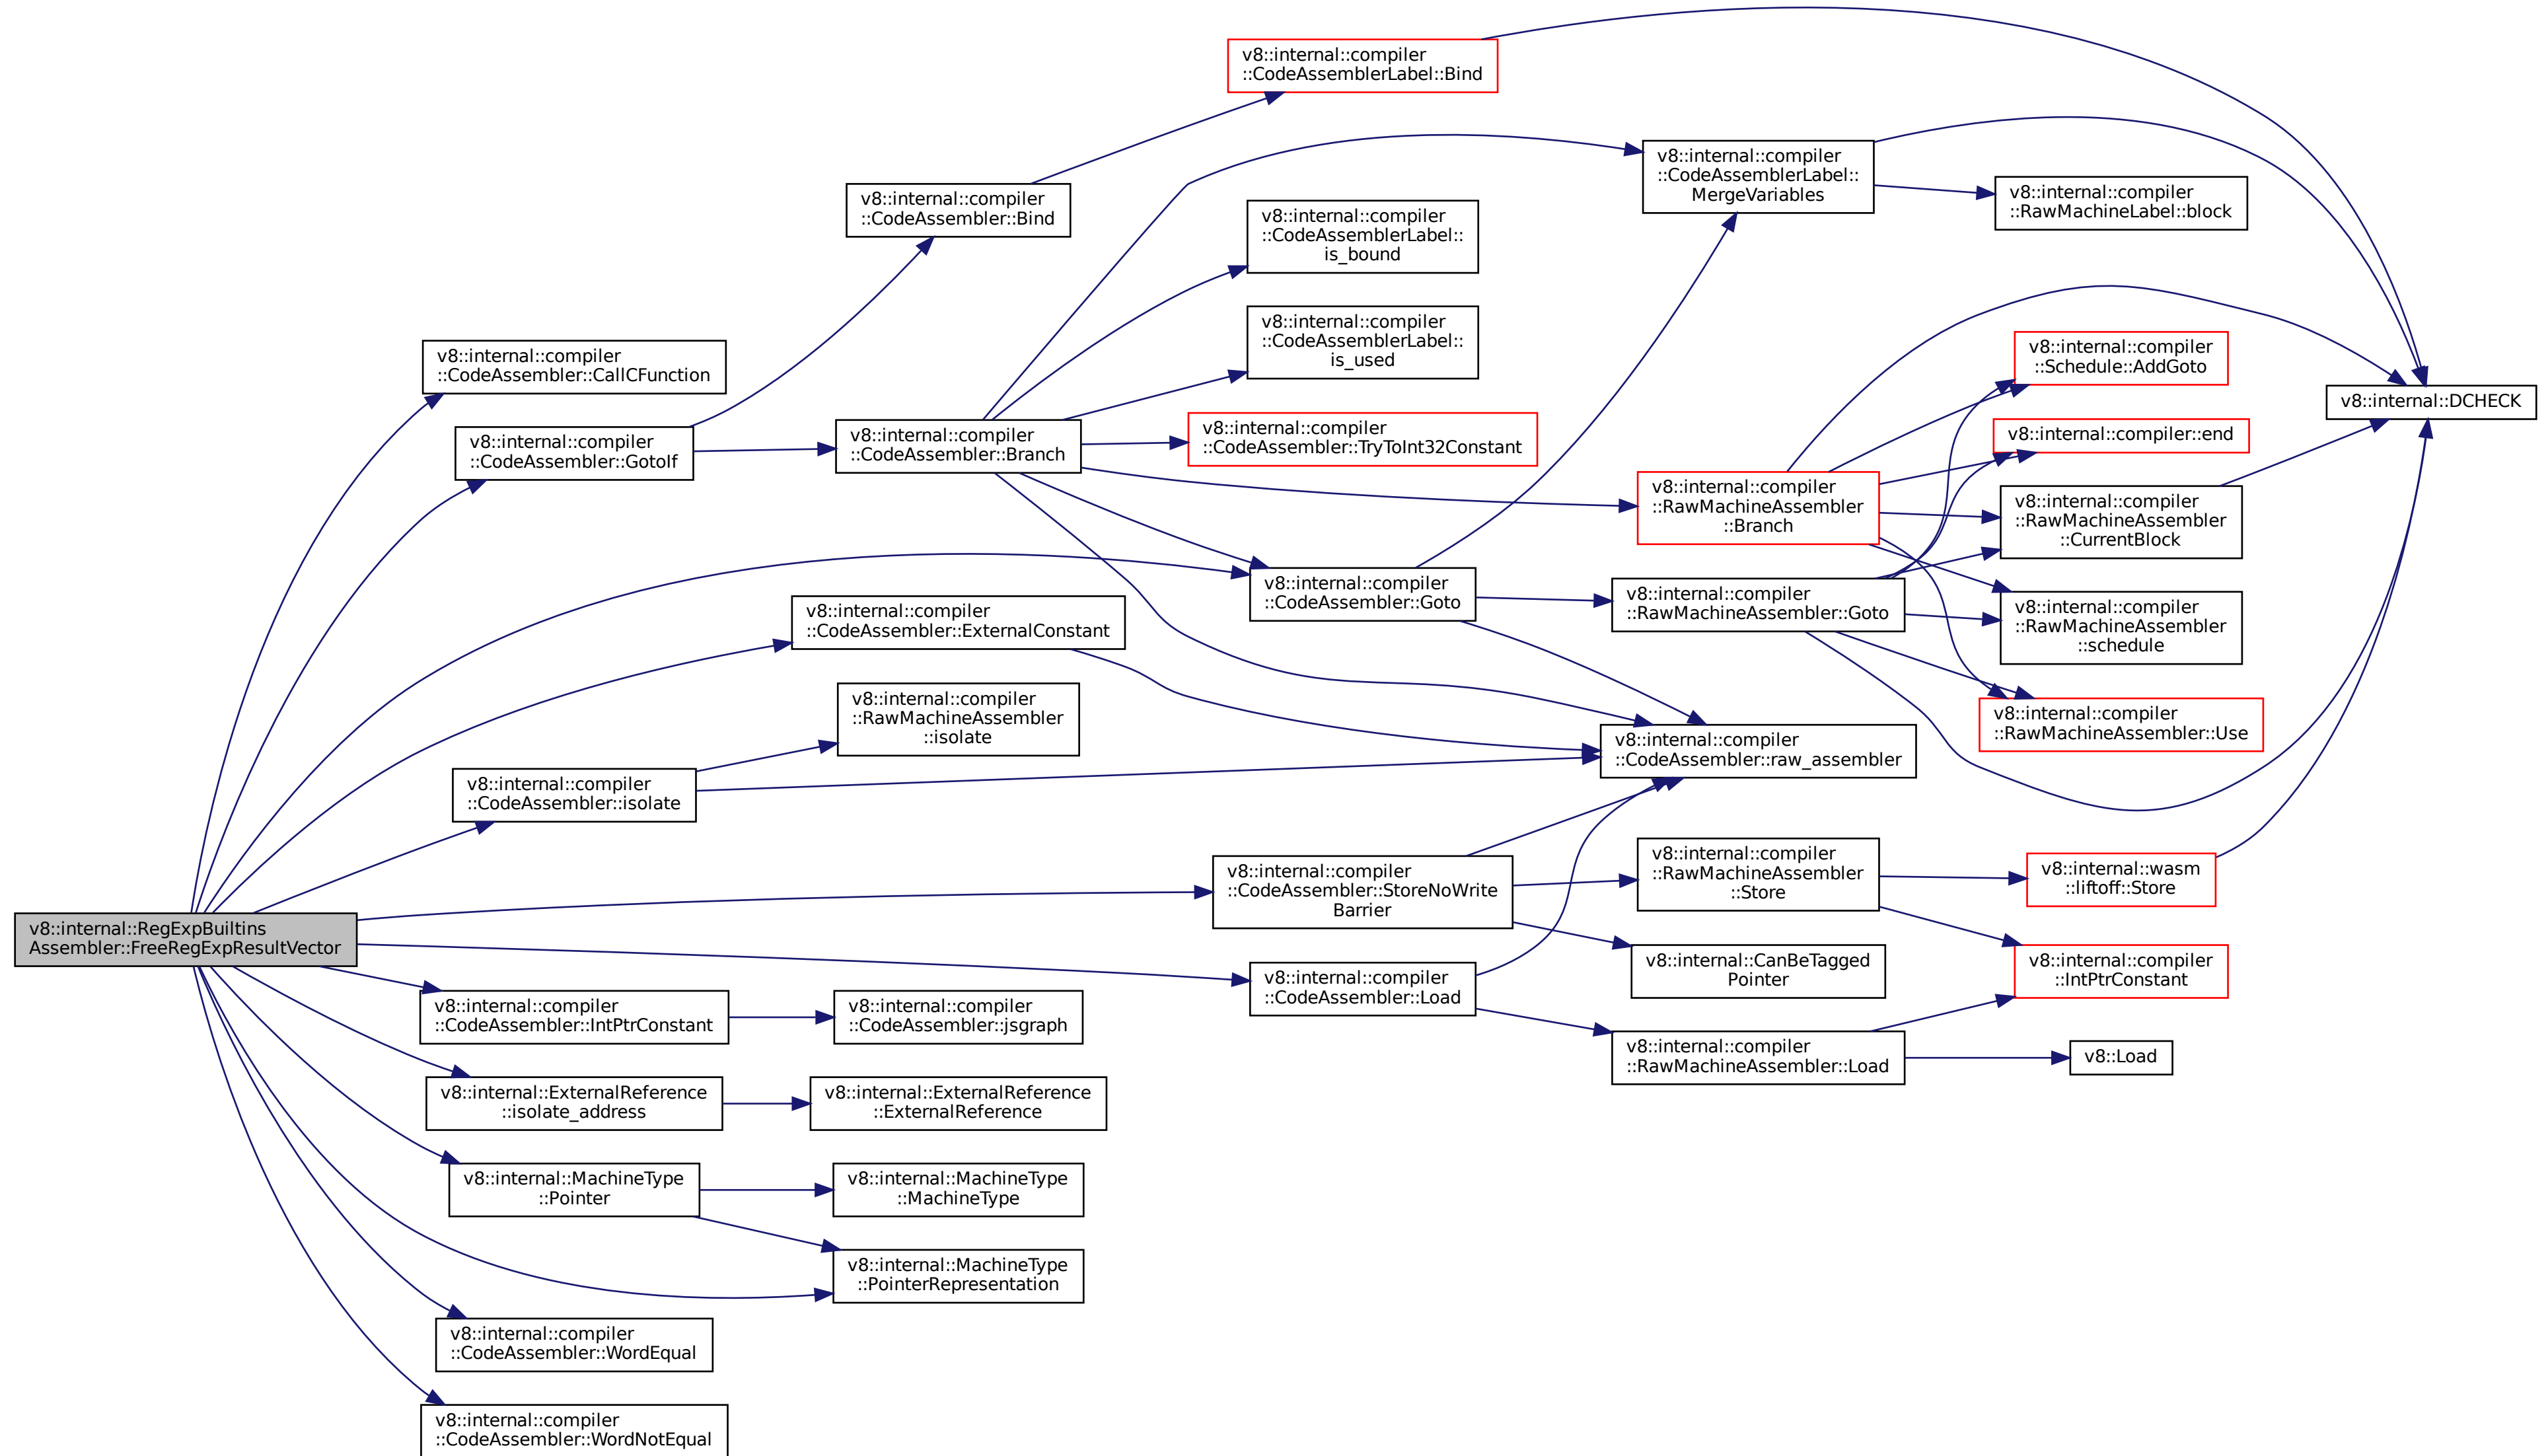 v8::internal::RegExpBuiltins
Assembler::FreeRegExpResultVector
v8::internal::compiler
::CodeAssembler::CallCFunction
v8::internal::compiler
::CodeAssembler::GotoIf
v8::internal::compiler
::CodeAssembler::Bind
v8::internal::compiler
::CodeAssemblerLabel::Bind
v8::internal::DCHECK
v8::internal::compiler
::CodeAssembler::Branch
v8::internal::compiler
::CodeAssemblerLabel::
MergeVariables
v8::internal::compiler
::RawMachineLabel::block
v8::internal::compiler
::CodeAssemblerLabel::
is_bound
v8::internal::compiler
::CodeAssemblerLabel::
is_used
v8::internal::compiler
::CodeAssembler::TryToInt32Constant
v8::internal::compiler
::RawMachineAssembler
::Branch
v8::internal::compiler
::Schedule::AddGoto
v8::internal::compiler::end
v8::internal::compiler
::RawMachineAssembler
::CurrentBlock
v8::internal::compiler
::RawMachineAssembler
::schedule
v8::internal::compiler
::RawMachineAssembler::Use
v8::internal::compiler
::CodeAssembler::Goto
v8::internal::compiler
::RawMachineAssembler::Goto
v8::internal::compiler
::CodeAssembler::ExternalConstant
v8::internal::compiler
::CodeAssembler::raw_assembler
v8::internal::compiler
::CodeAssembler::isolate
v8::internal::compiler
::RawMachineAssembler
::isolate
v8::internal::compiler
::CodeAssembler::StoreNoWrite
Barrier
v8::internal::compiler
::RawMachineAssembler
::Store
v8::internal::wasm
::liftoff::Store
v8::internal::CanBeTagged
Pointer
v8::internal::compiler
::IntPtrConstant
v8::internal::compiler
::CodeAssembler::Load
v8::internal::compiler
::RawMachineAssembler::Load
v8::Load
v8::internal::compiler
::CodeAssembler::IntPtrConstant
v8::internal::compiler
::CodeAssembler::jsgraph
v8::internal::ExternalReference
::isolate_address
v8::internal::ExternalReference
::ExternalReference
v8::internal::MachineType
::Pointer
v8::internal::MachineType
::MachineType
v8::internal::MachineType
::PointerRepresentation
v8::internal::compiler
::CodeAssembler::WordEqual
v8::internal::compiler
::CodeAssembler::WordNotEqual